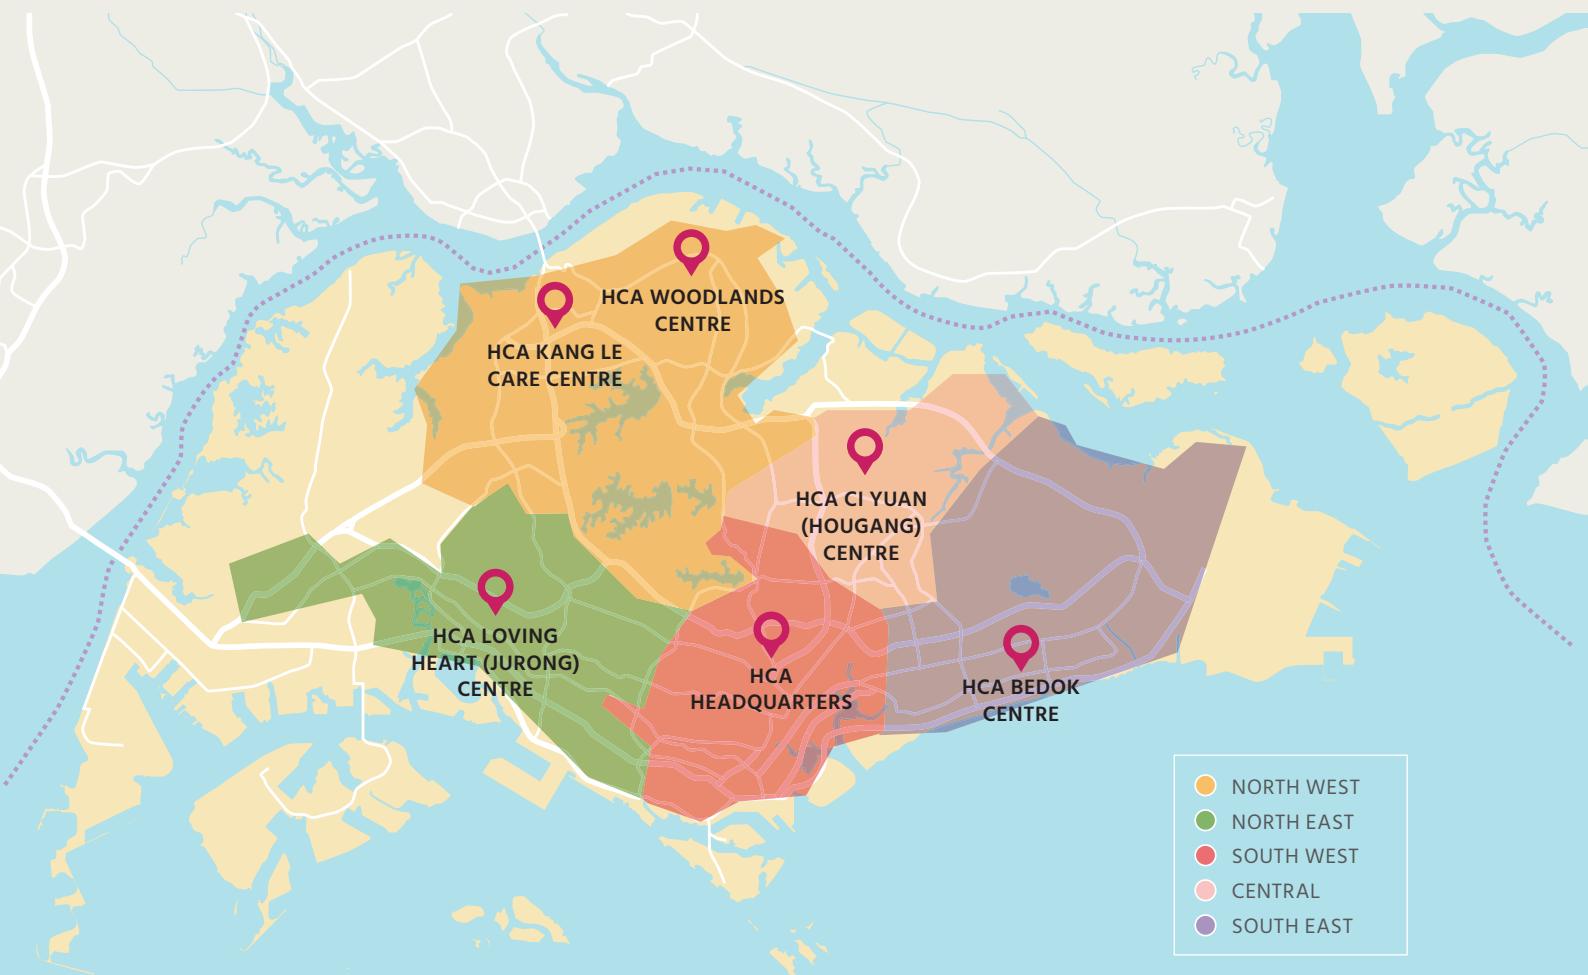 HCA WOODLANDS
CENTRE
HCA KANG LE
CARE CENTRE
HCA CI YUAN
(HOUGANG)
CENTRE
HCA LOVING
HEART (JURONG)
CENTRE
HCA
HEADQUARTERS
HCA BEDOK
CENTRE
NORTH WEST
NORTH EAST
SOUTH WEST
CENTRAL
SOUTH EAST